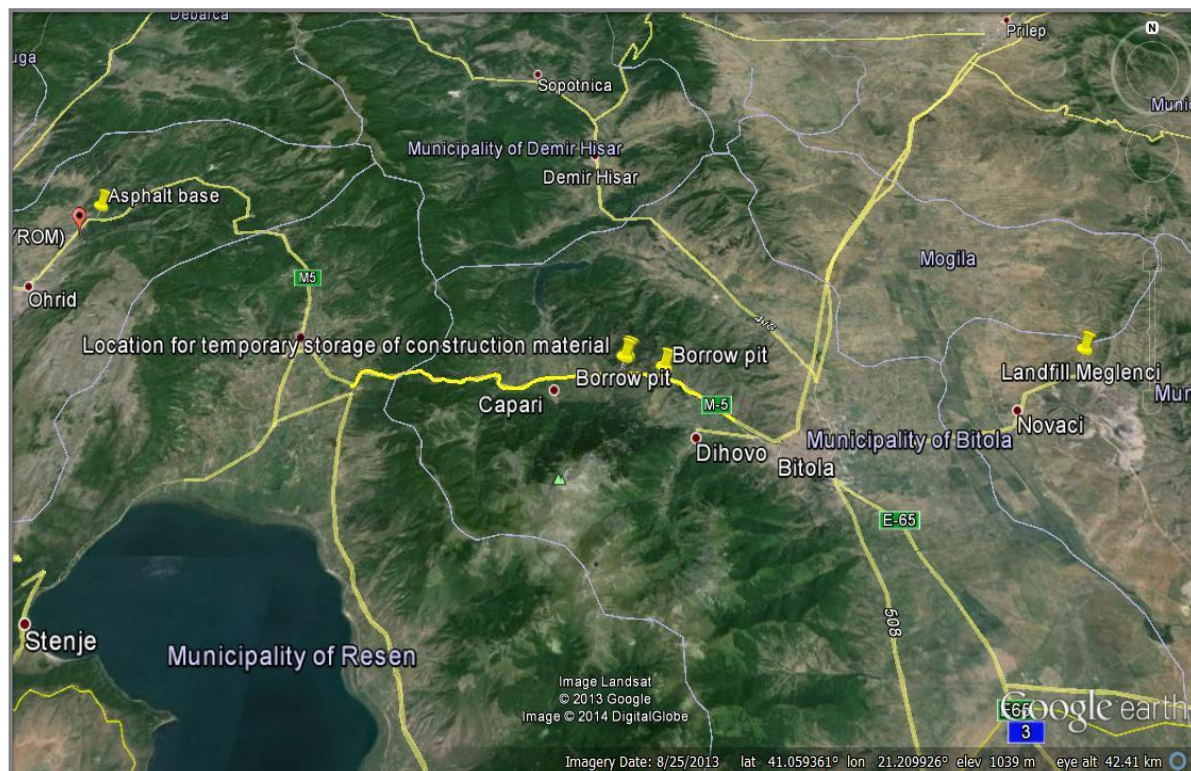 Debarca
Prilep
N
uga
Sopotnica
Munic
Municipality of Demir Hisar
Demir Hisar
Asphalt base
YROM)
Mogila
M5
Ohrid
Location for temporary storage of construction material
Borrow pit
Borrow pit
Landfill Meglenci
Capari
M-5
Mun
Novaci
Dihovo
Municipality of Bitola
Bitola
E-65
508
Stenje
Municipality of Resen
Image Landsat
© 2013 Google
Image © 2014 DigitalGlobe
E65
Google earth
3
Imagery Date: 8/25/2013 lat 41.059361° lon 21.209926° elev 1039 m eye alt 42.41 km